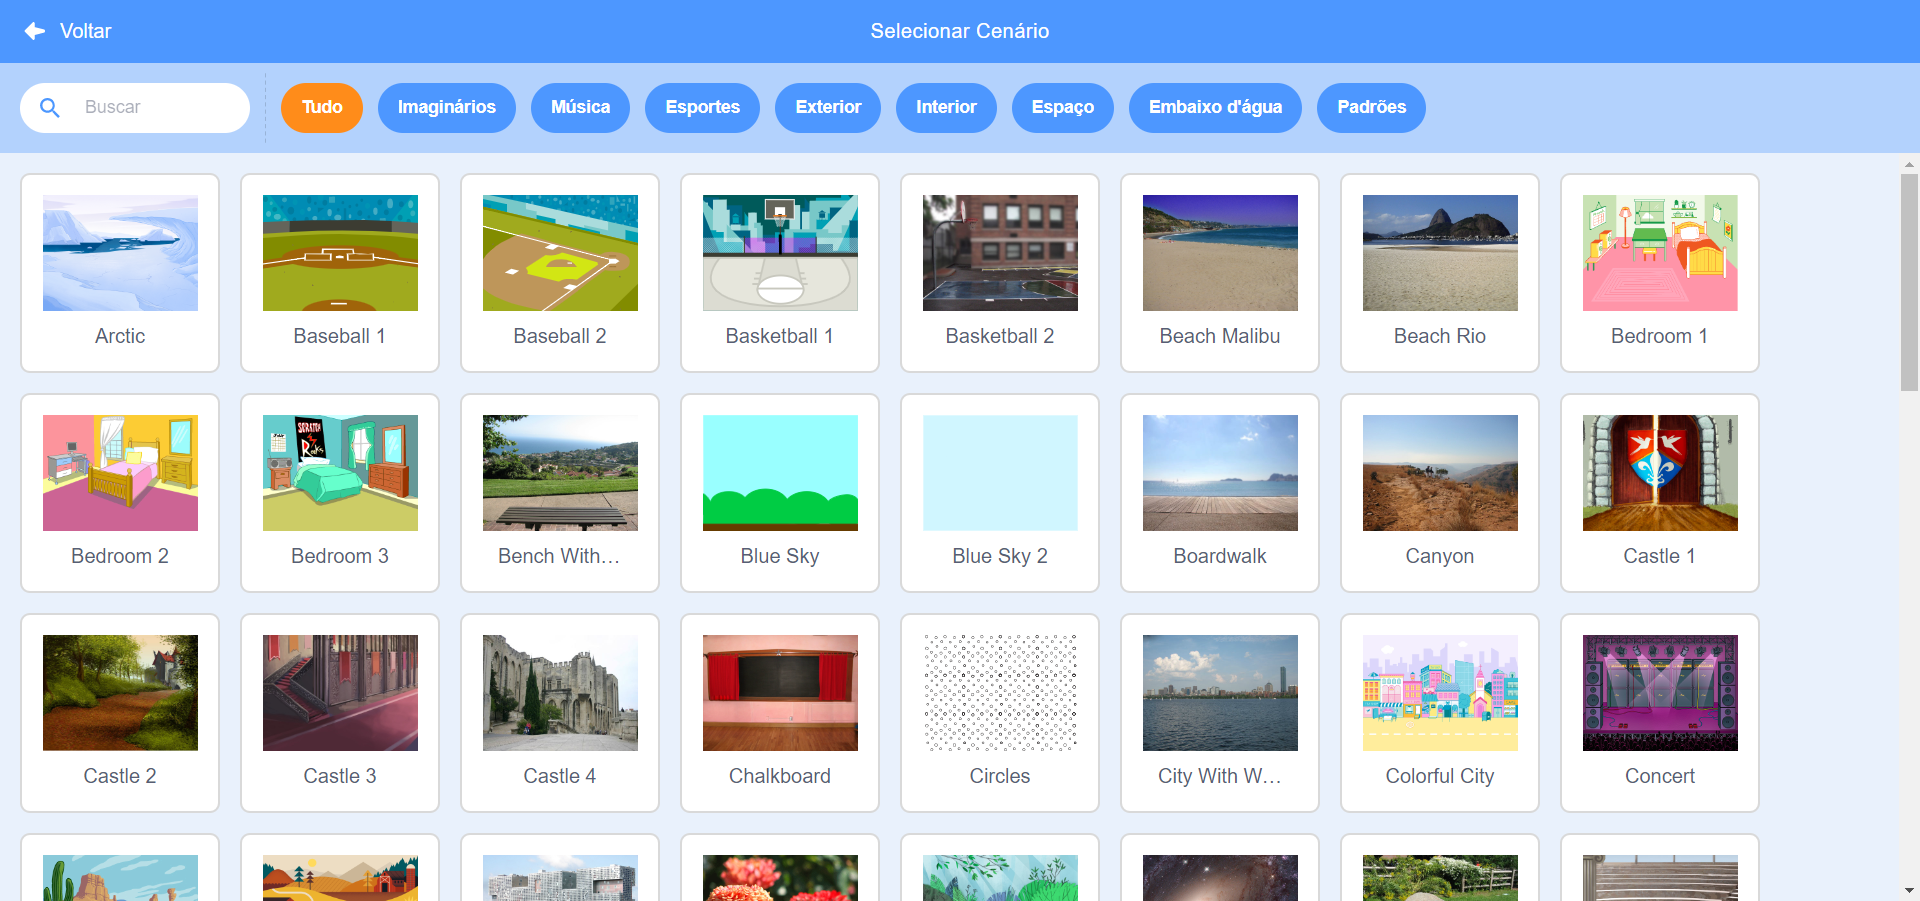 Voltar
Selecionar Cenário
Buscar
Tudo
Imaginários
Música
Esportes
Exterior
Interior
Espaço
Embaixo d'água
Padrões
Arctic
Baseball 1
Baseball 2
Basketball 1
Basketball 2
Beach Malibu
Beach Rio
Bedroom 1
SCRATCH
Rocks
Bedroom 2
Bedroom 3
Bench With…
Blue Sky
Blue Sky 2
Boardwalk
Canyon
Castle 1
Castle 2
Castle 3
Castle 4
Chalkboard
Circles
City With W…
Colorful City
Concert